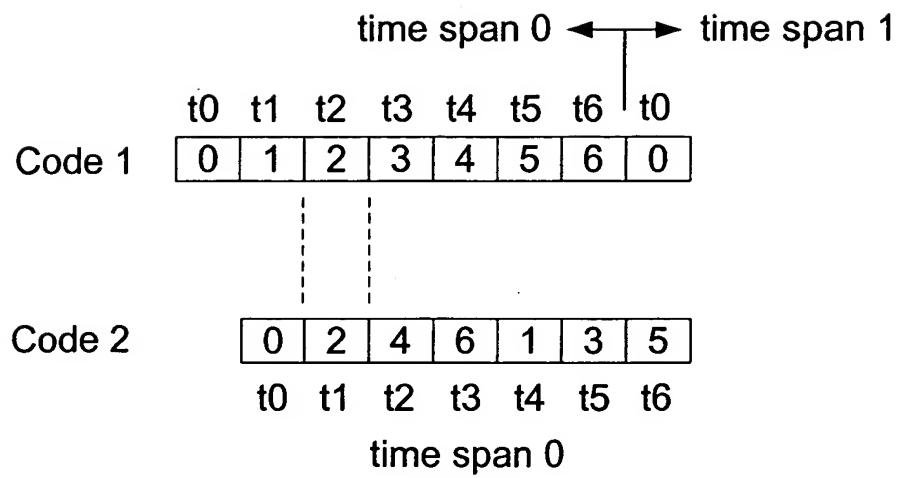 time span 0 time span 1
t0 t1 t2 t3 t4 t5 t6 t0
Code 1 0 1 2 3 4 5 6 0
Code 2 0 2 4 6 1 3 5
t0 t1 t2 t3 t4 t5 t6
time span 0